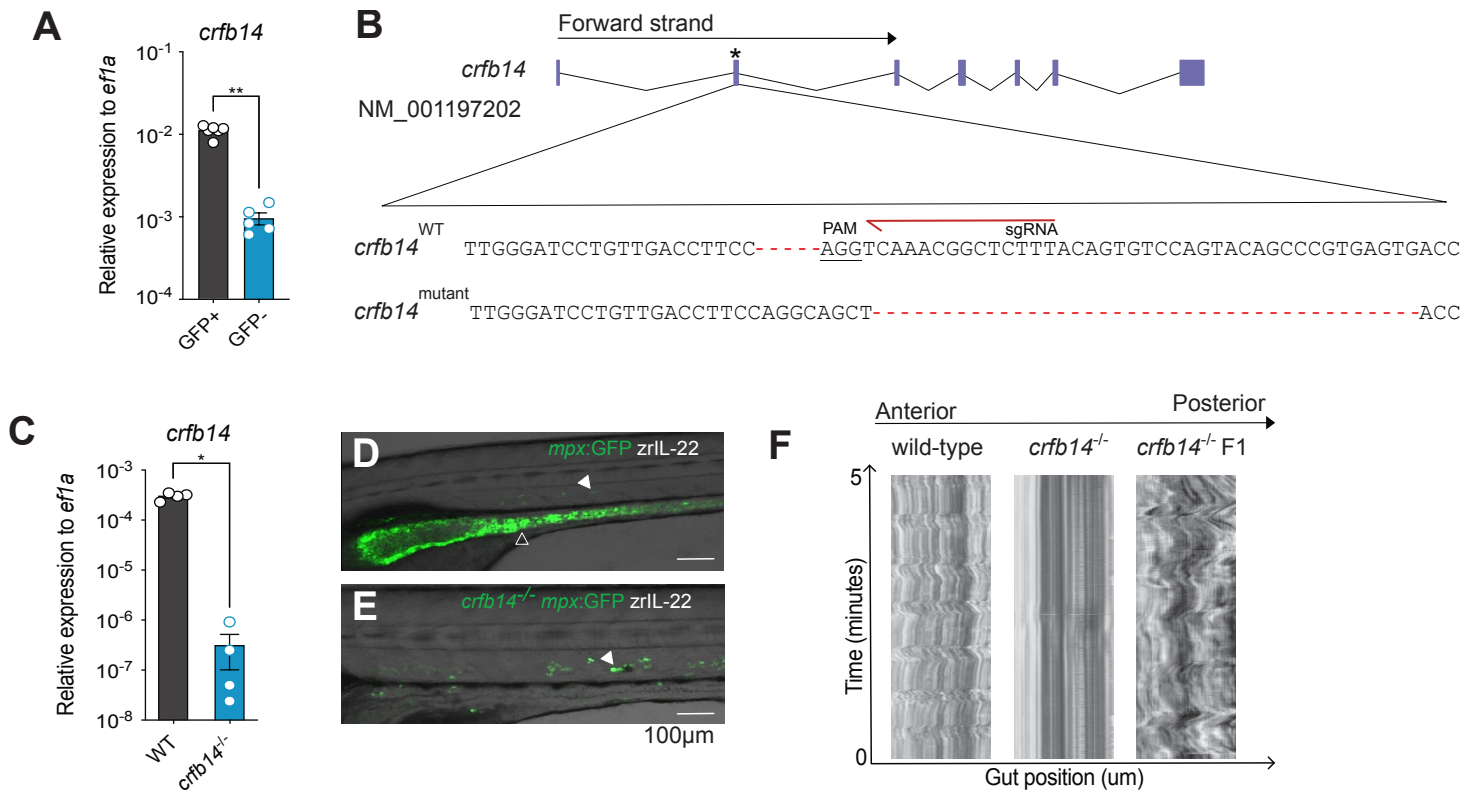 A
crfb14
Relative expression to ef1a
10-1
10-2
10-3
10-4
**
GFP+
GFP-
B
Forward strand
*
crfb14
NM_001197202
crfb14 WT TTGGGATCCTGTTGACCTTCC-----AGGTCAAACGGCTCTTTACAGTGTCCAGTACAGCCCGTGAGTGACC
PAM
sgRNA
crfb14 mutant TTGGGATCCTGTTGACCTTCCAGGCAGCT------------------------------------------ACC
C
crfb14
Relative expression to ef1a
10-3
10-4
10-5
10-6
10-7
10-8
*
WT
crfb14-/-
D
mpx:GFP zrIL-22
E
crfb14-/- mpx:GFP zrIL-22
100µm
F
Anterior
Posterior
wild-type
crfb14-/-
crfb14-/- F1
5
Time (minutes)
0
Gut position (um)